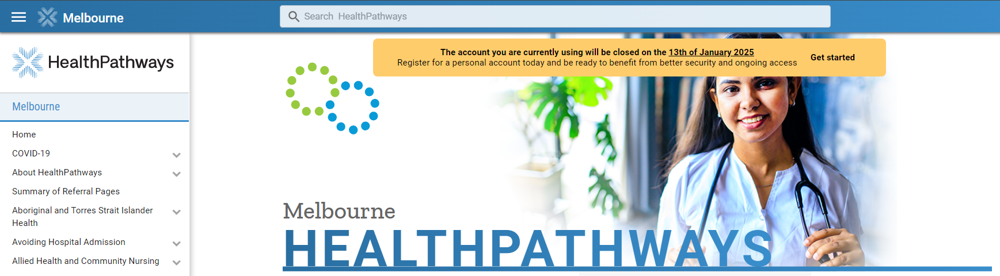 Melbourne
Search HealthPathways
HealthPathways
Melbourne
Home
COVID-19
About HealthPathways
Summary of Referral Pages
Aboriginal and Torres Strait Islander
Health
Avoiding Hospital Admission
Allied Health and Community Nursing
The account you are currently using will be closed on the 13th of January 2025
Register for a personal account today and be ready to benefit from better security and ongoing access
Get started
Melbourne
HEALTHPATHWAYS